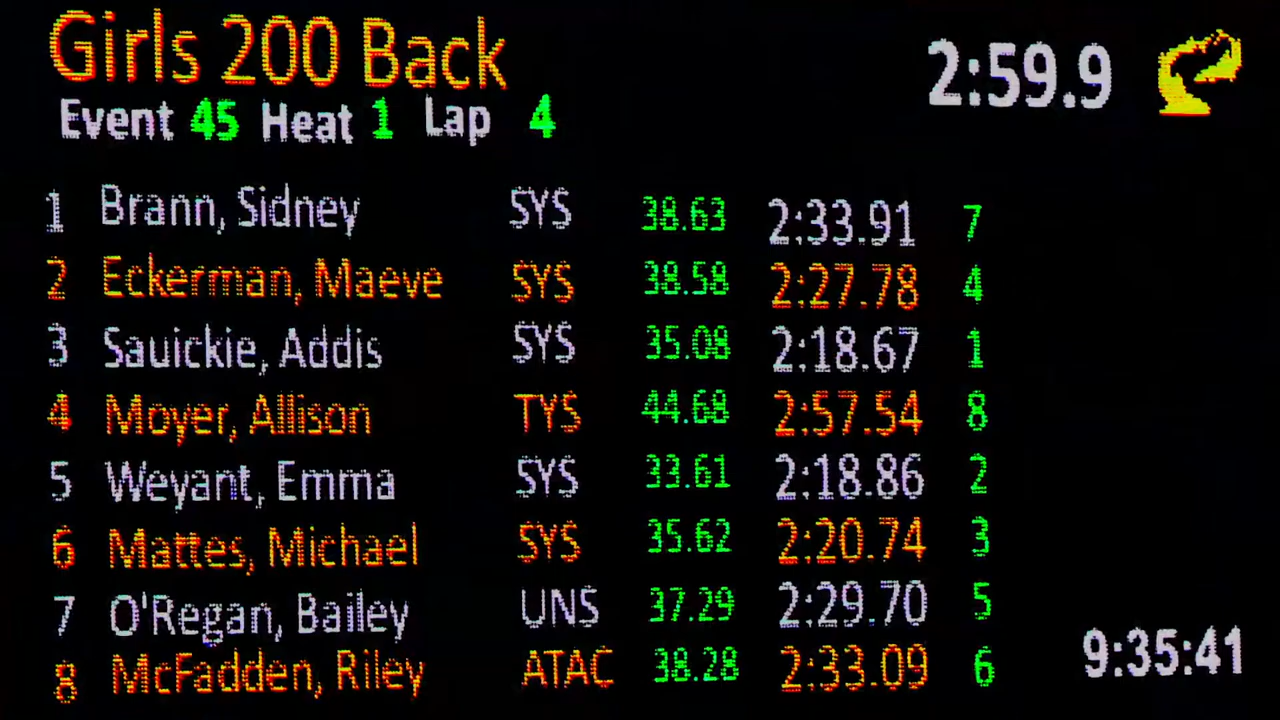 Girls 200 Back 2:59.9
Event 45 Heat 1 Lap 4
1 Brann, Sidney SYS 38.63 2:33.91 7
2 Eckerman, Maeve SYS 38.58 2:27.78 4
3 Sauickie, Addis SYS 35.08 2:18.67 1
4 Moyer, Allison TYS 44.68 2:57.54 8
5 Weyant, Emma SYS 33.61 2:18.86 2
6 Mattes, Michael SYS 35.62 2:20.74 3
7 O'Regan, Bailey UNS 37.29 2:29.70 5
8 McFadden, Riley ATAC 38.28 2:33.09 6
9:35:41